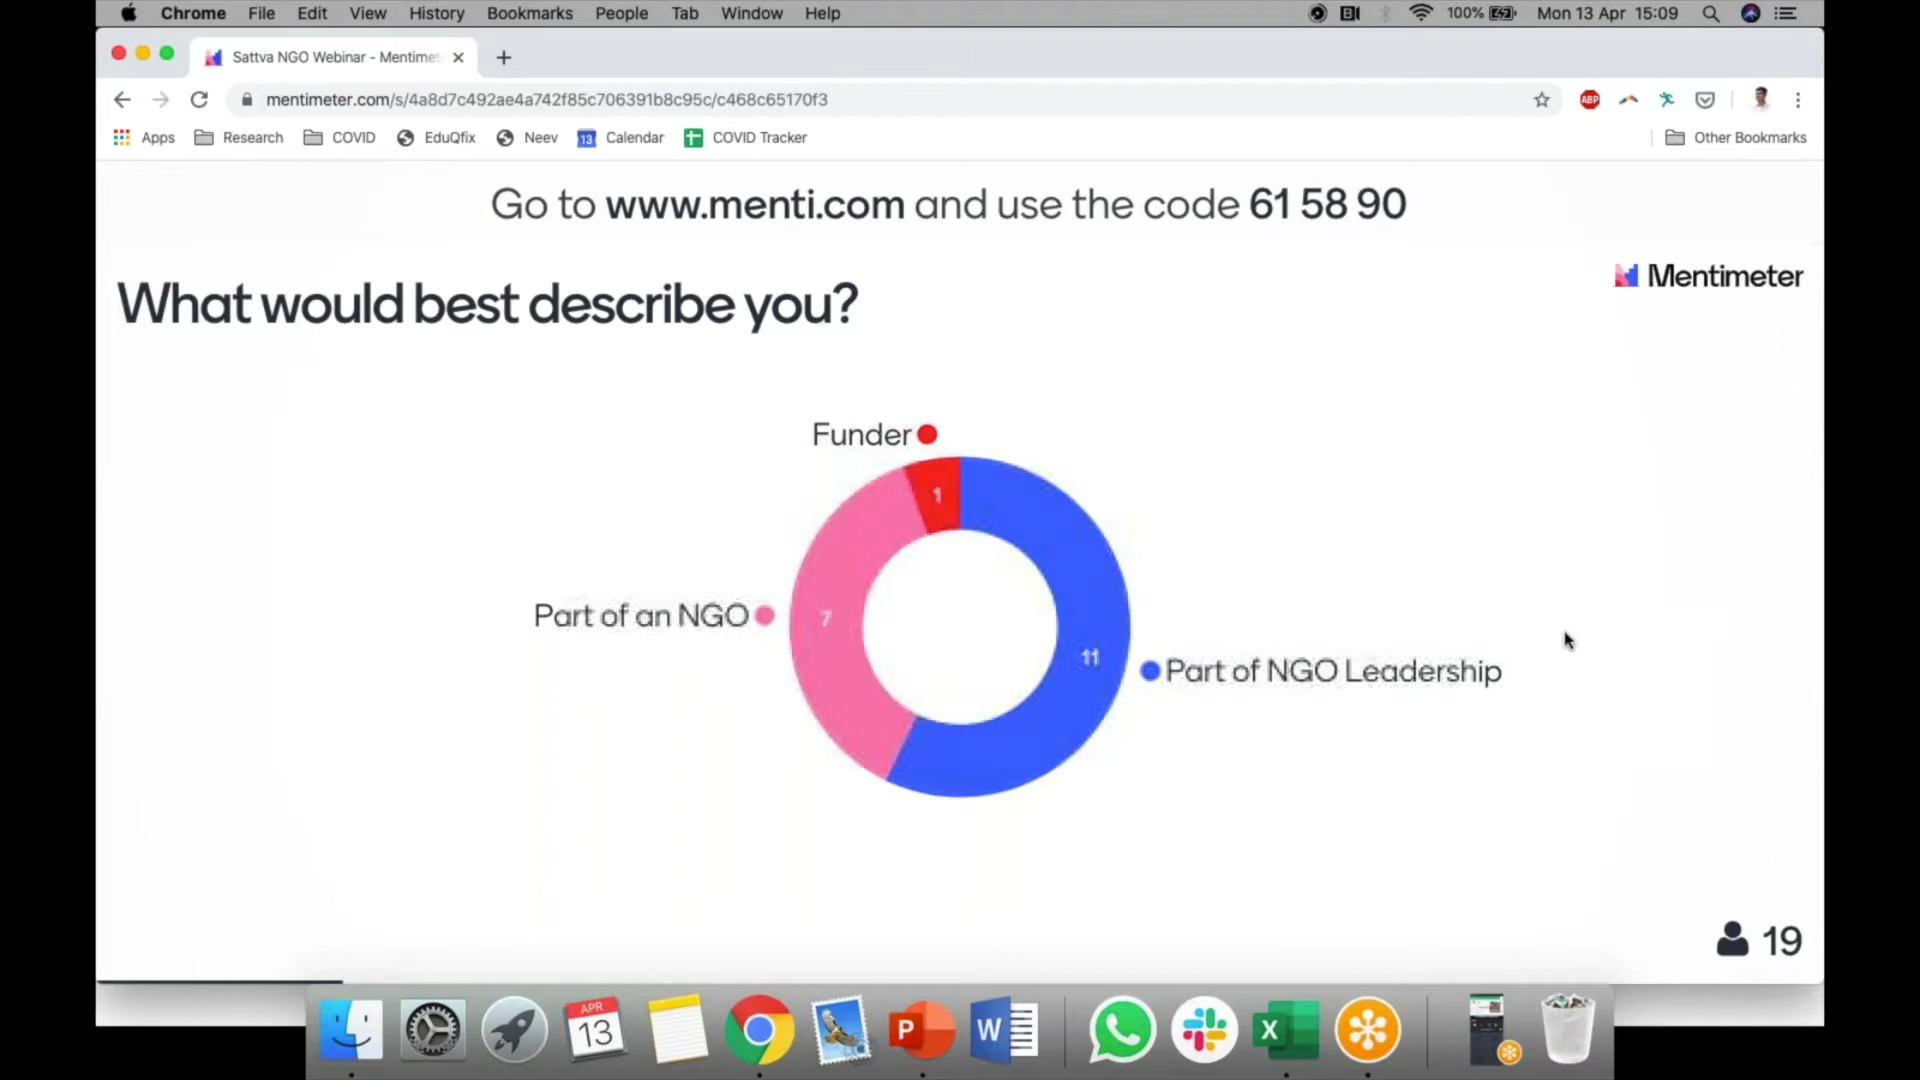 Chrome File Edit View History Bookmarks People Tab Window Help 100% Mon 13 Apr 15:09
Sattva NGO Webinar - Mentimet
mentimeter.com/s/4a8d7c492ae4a742f85c706391b8c95c/c468c65170f3 ABP
Apps Research COVID EduQfix 13 Calendar Neev COVID Tracker Other Bookmarks
Go to www.menti.com and use the code 61 58 90
Mentimeter
What would best describe you?
Funder
1
Part of an NGO
7
11
Part of NGO Leadership
19
APR
13
P
W
X